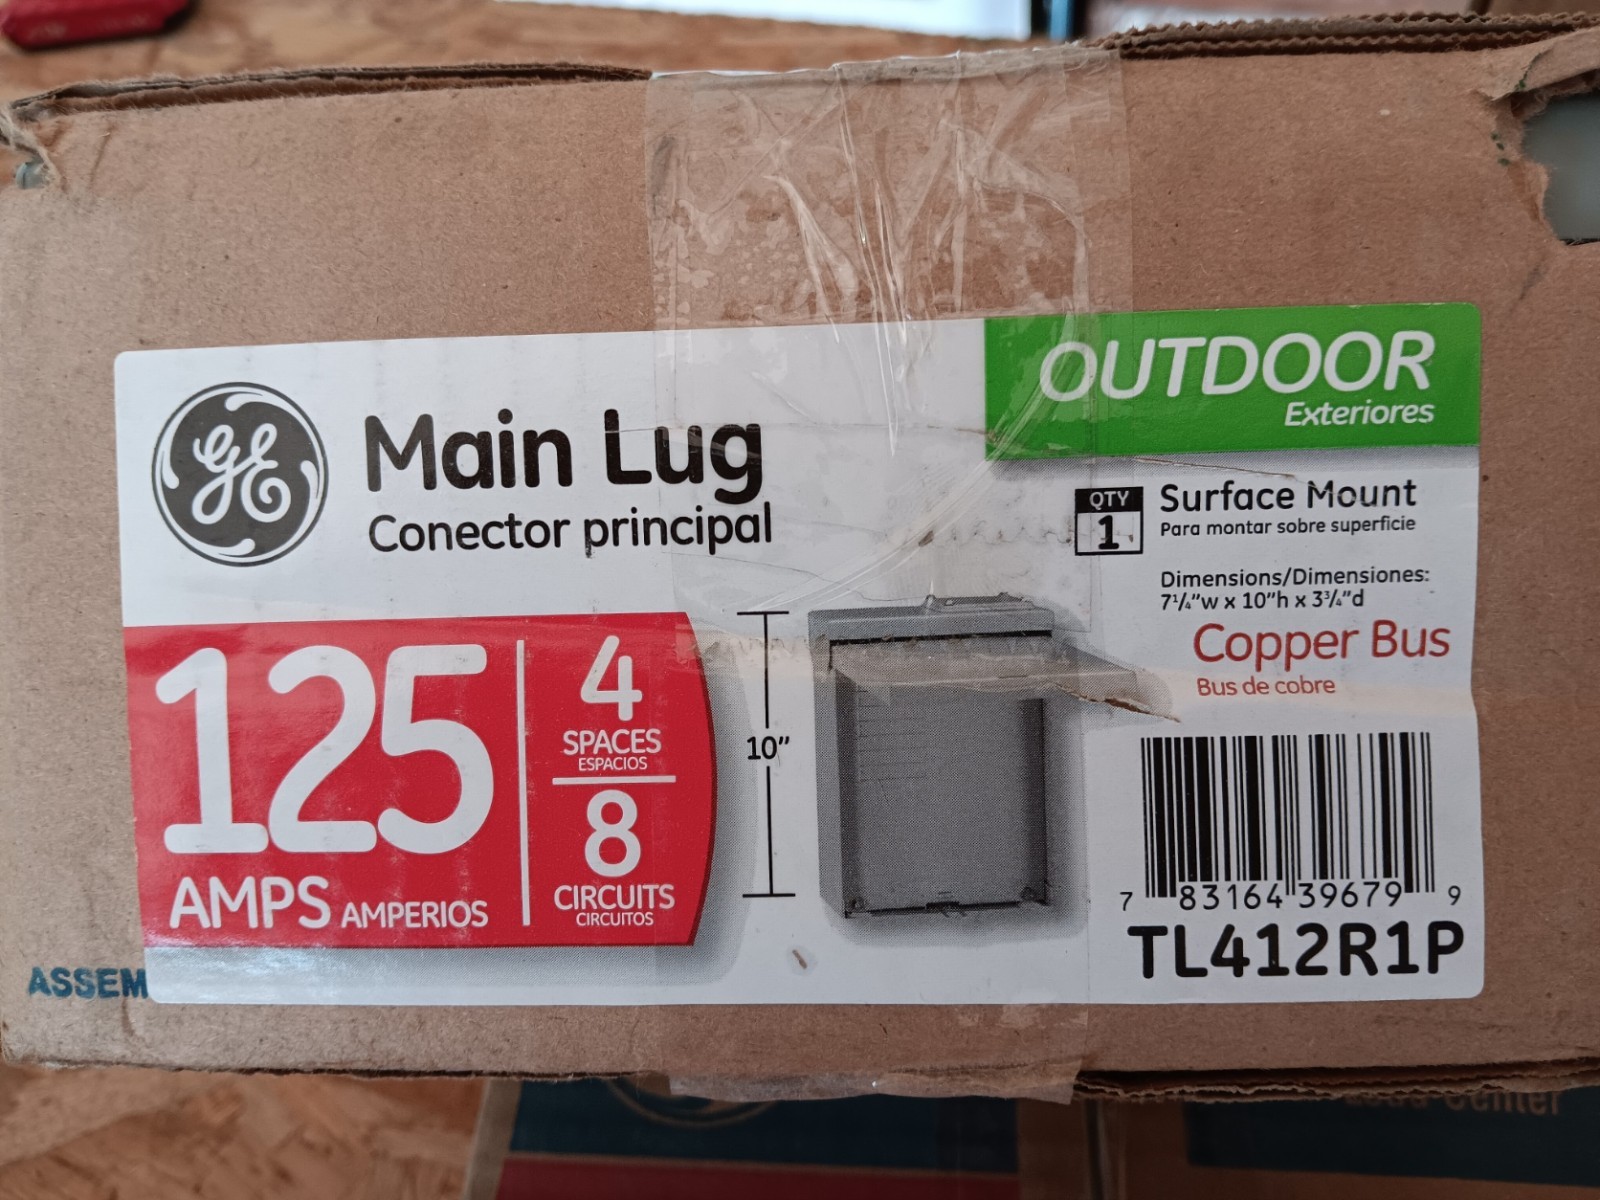 OUTDOOR
Exteriores
GE
Main Lug
Conector principal
QTY
1
Surface Mount
Para montar sobre superficie
Dimensions/Dimensiones:
7¼"w x 10"h x 3¾"d
Copper Bus
Bus de cobre
125
AMPS AMPERIOS
4
SPACES
ESPACIOS
8
CIRCUITS
CIRCUITOS
10"
7 83164 39679 9
TL412R1P
ASSEM
Center